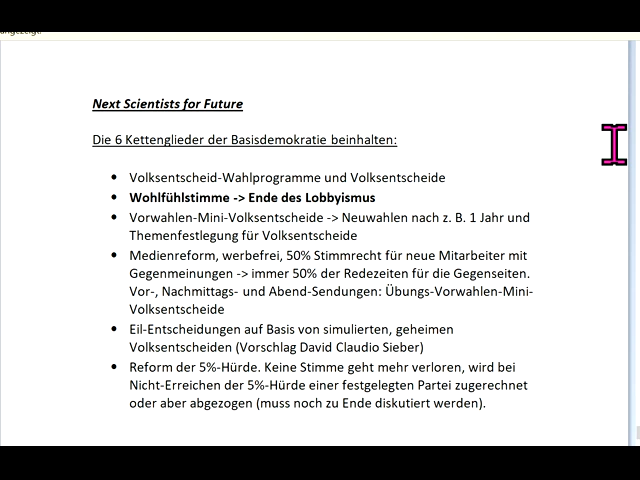 Next Scientists for Future
Die 6 Kettenglieder der Basisdemokratie beinhalten:
• Volksentscheid-Wahlprogramme und Volksentscheide
• Wohlfühlstimme -> Ende des Lobbyismus
• Vorwahlen-Mini-Volksentscheide -> Neuwahlen nach z. B. 1 Jahr und
Themenfestlegung für Volksentscheide
• Medienreform, werbefrei, 50% Stimmrecht für neue Mitarbeiter mit
Gegenmeinungen -> immer 50% der Redezeiten für die Gegenseiten.
Vor-, Nachmittags- und Abend-Sendungen: Übungs-Vorwahlen-Mini-
Volksentscheide
• Eil-Entscheidungen auf Basis von simulierten, geheimen
Volksentscheiden (Vorschlag David Claudio Sieber)
• Reform der 5%-Hürde. Keine Stimme geht mehr verloren, wird bei
Nicht-Erreichen der 5%-Hürde einer festgelegten Partei zugerechnet
oder aber abgezogen (muss noch zu Ende diskutiert werden).